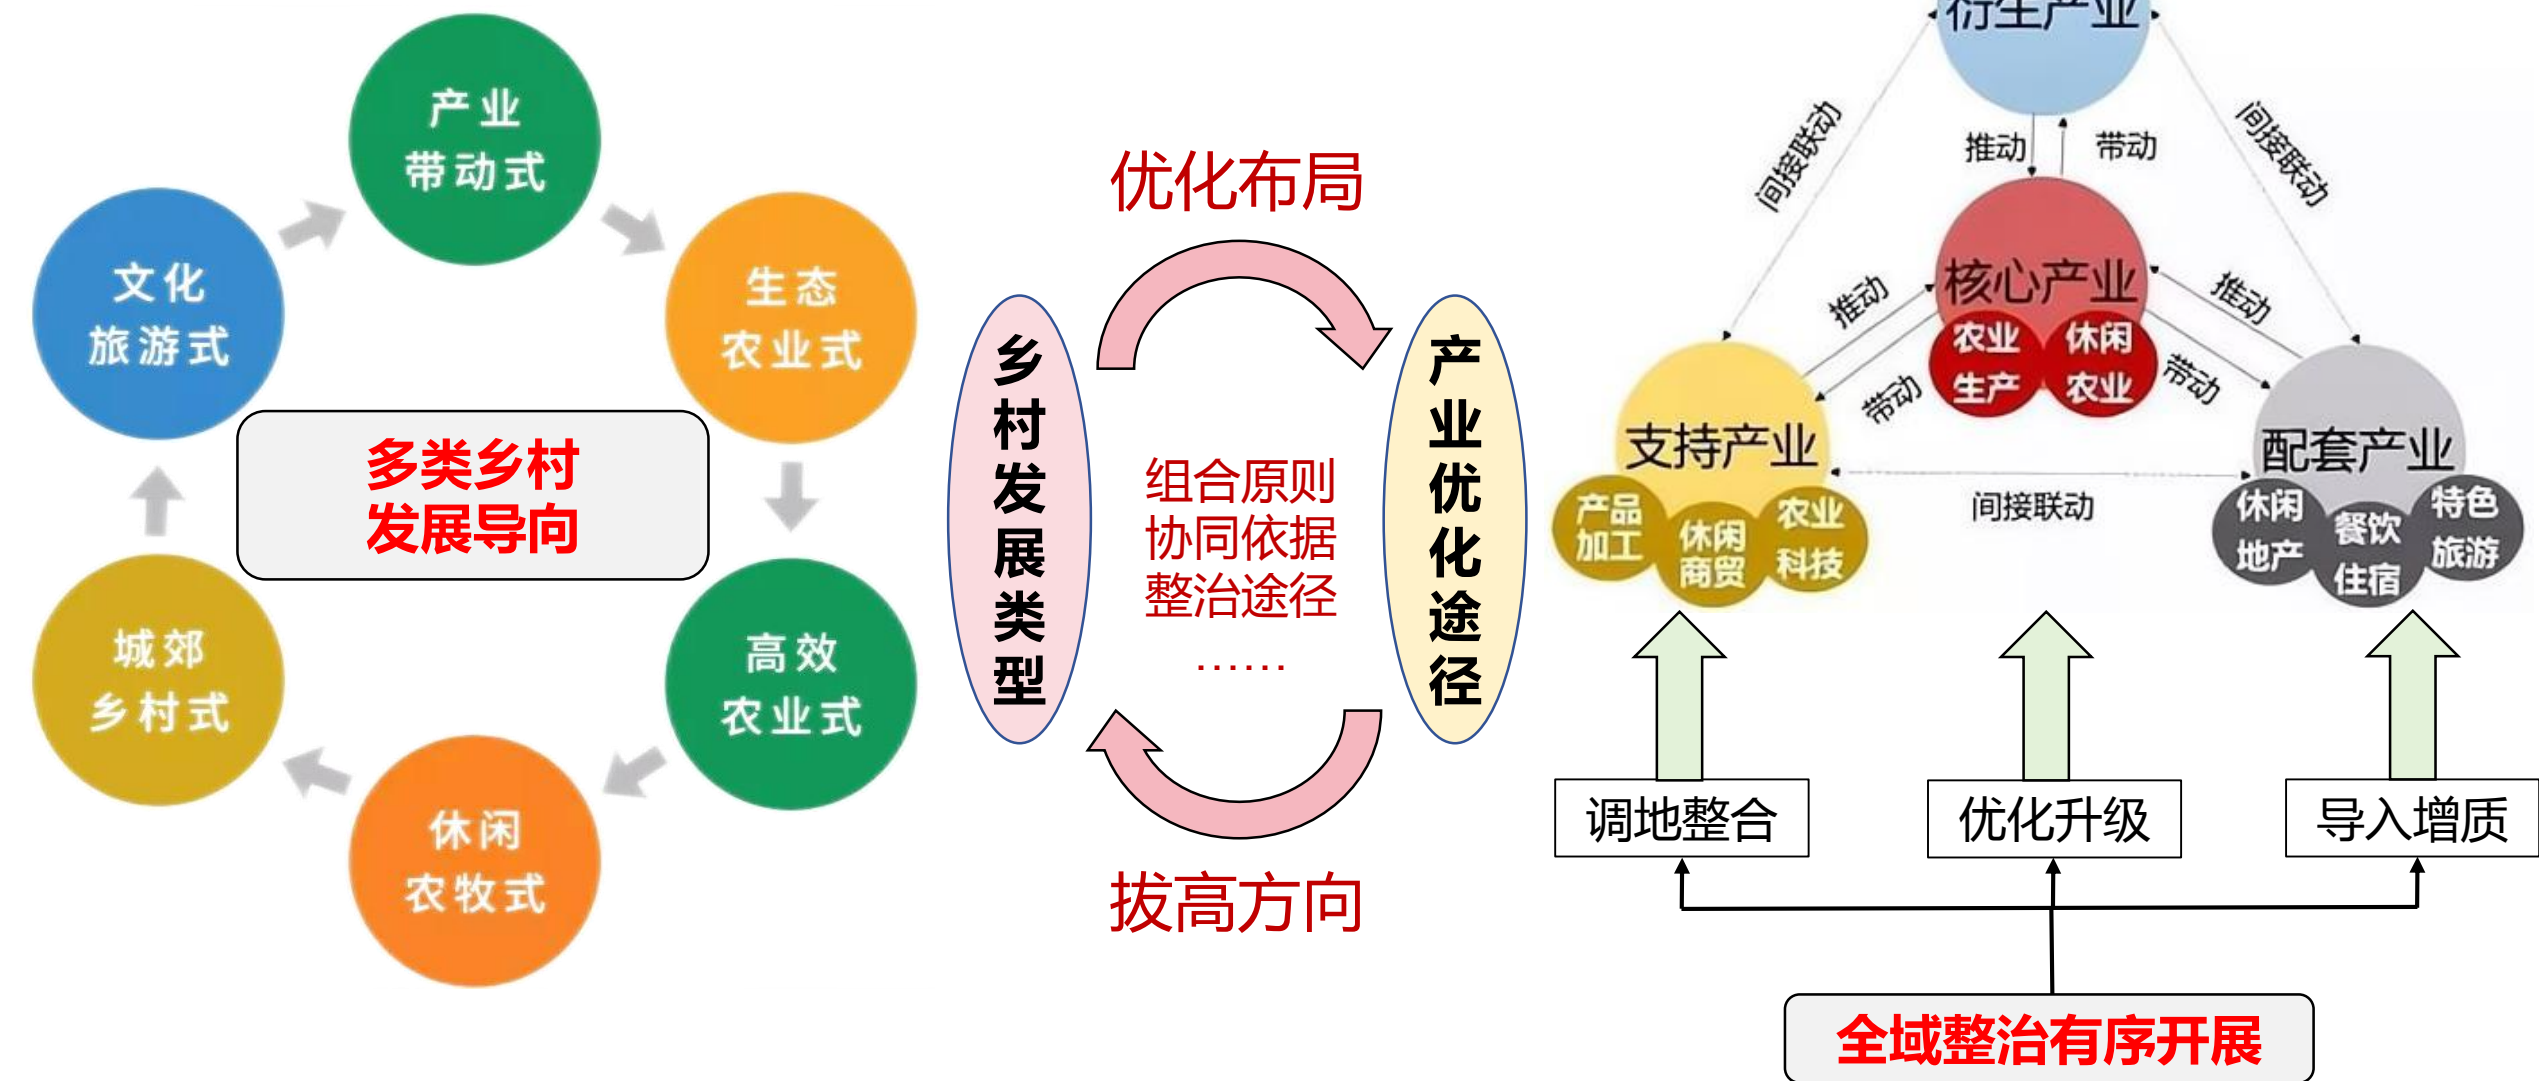 产业
带动式
文化
旅游式
生态
农业式
多类乡村
发展导向
城郊
乡村式
高效
农业式
休闲
农牧式
优化布局
乡村发展类型
组合原则
协同依据
整治途径
……
产业优化途径
拔高方向
衍生产业
间接联动
推动
带动
间接联动
核心产业
农业
生产
休闲
农业
推动
带动
推动
带动
支持产业
产品
加工
休闲
商贸
农业
科技
间接联动
配套产业
休闲
地产
餐饮
住宿
特色
旅游
调地整合
优化升级
导入增质
全域整治有序开展